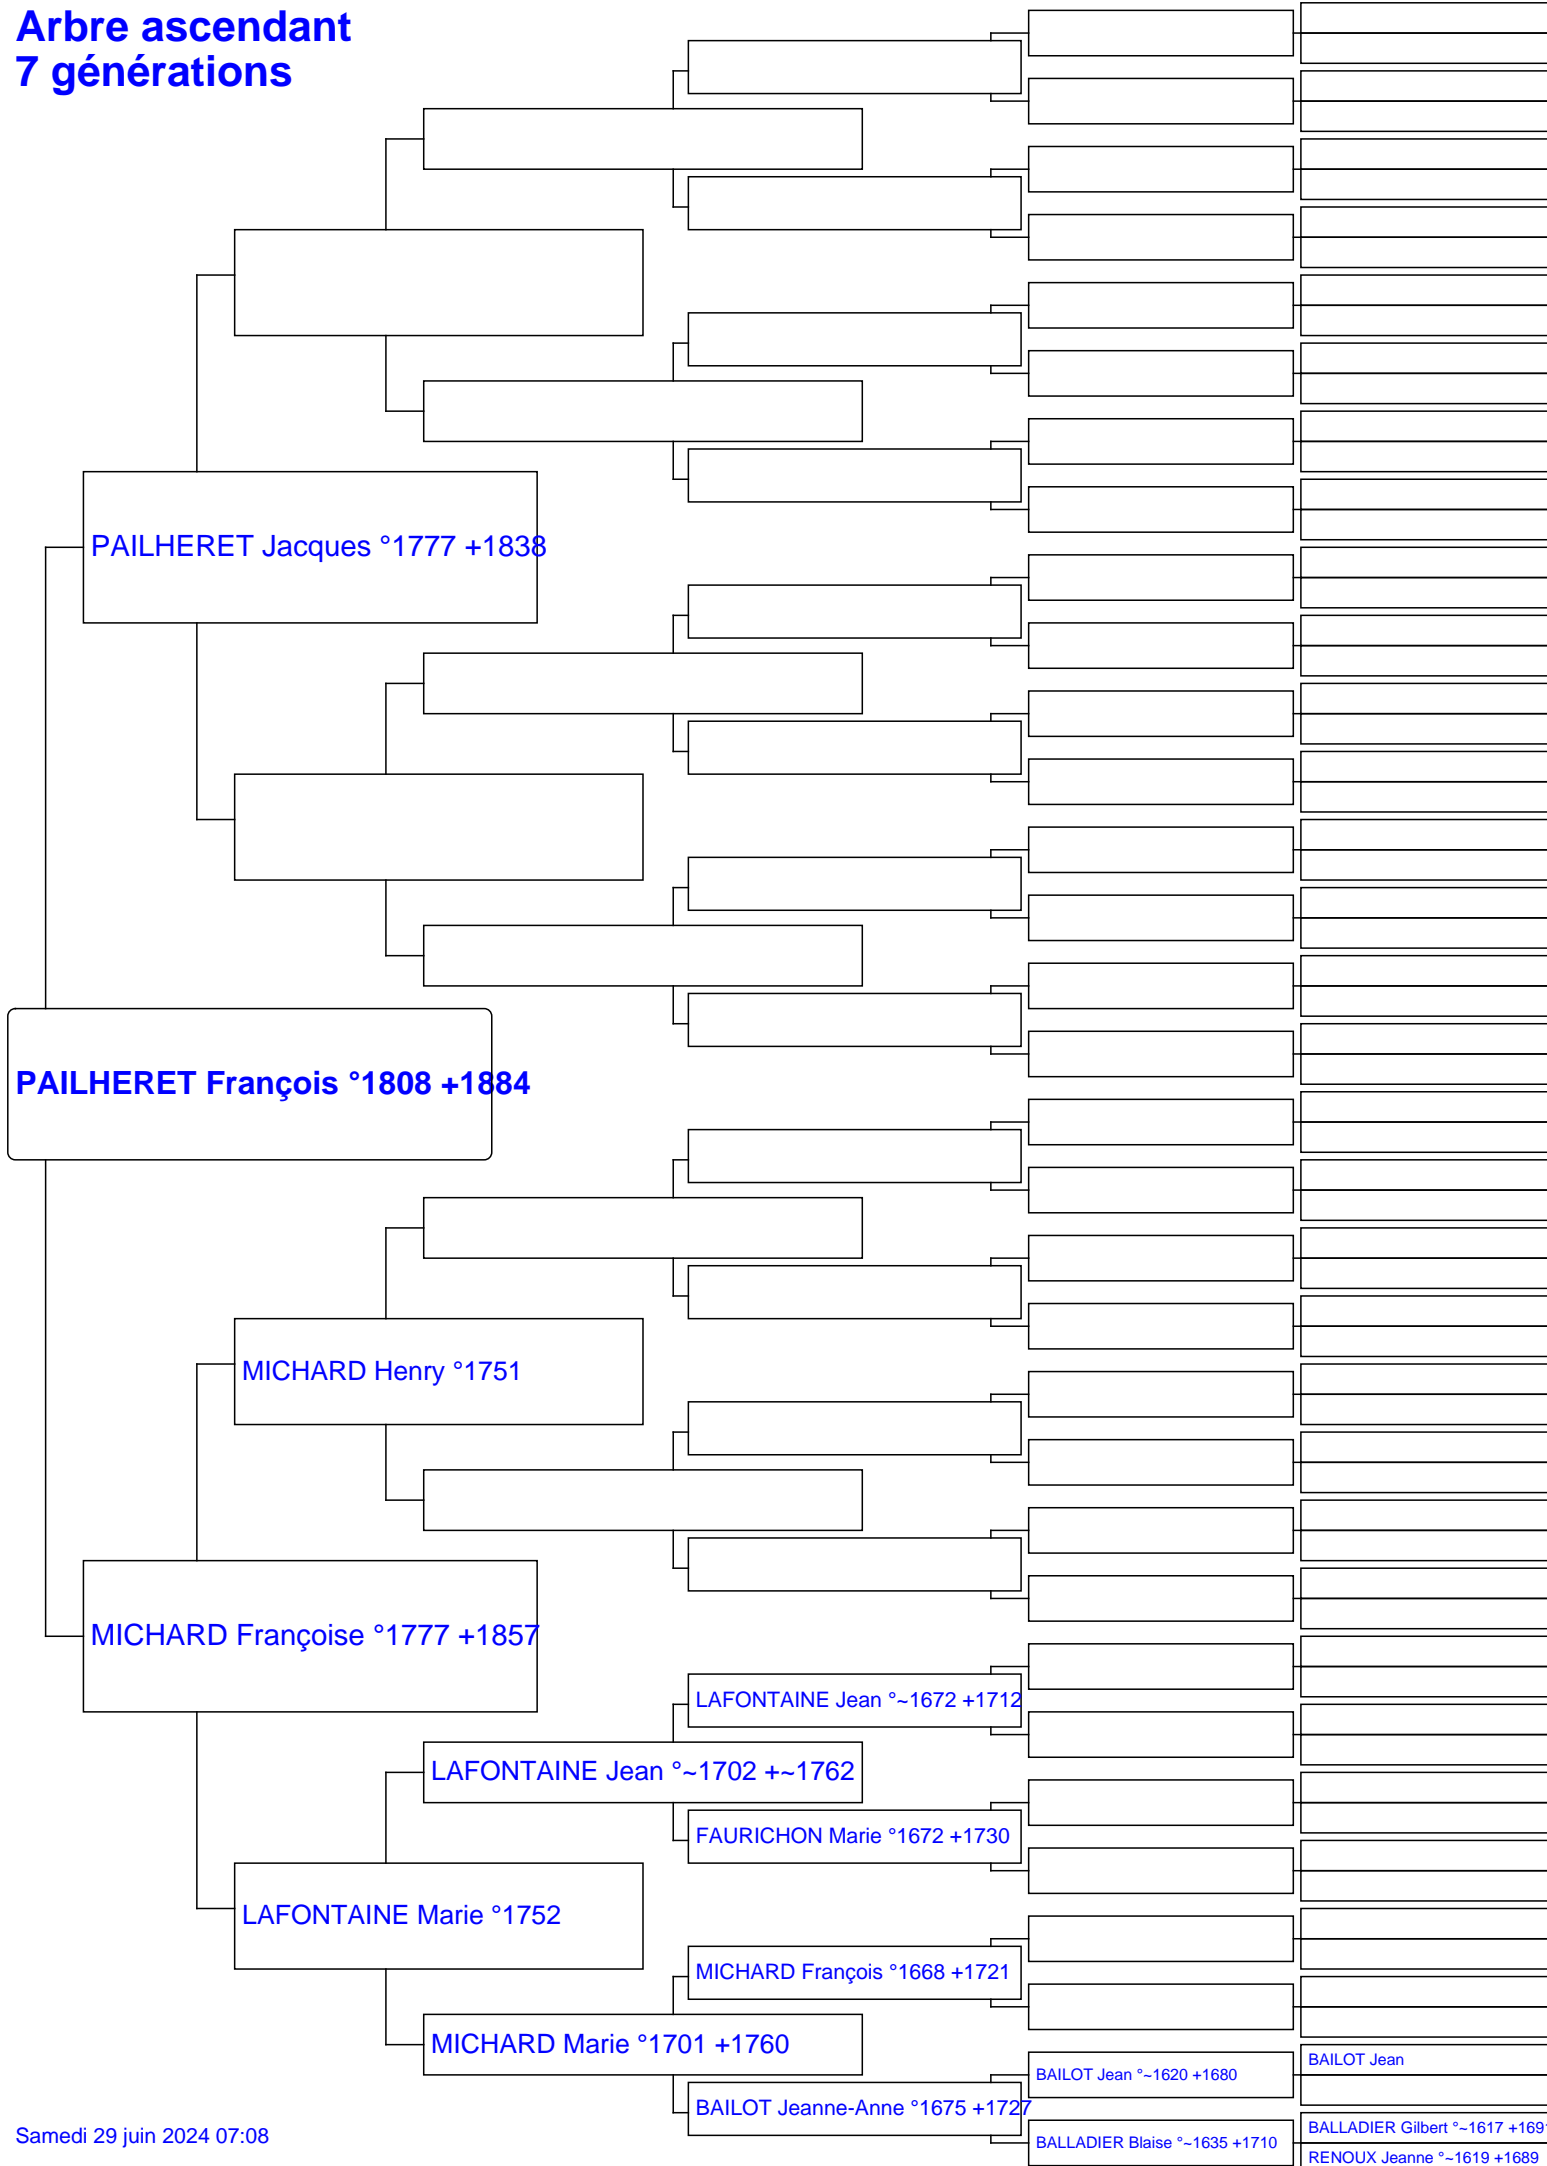 Arbre ascendant
7 générations
PAILHERET Jacques °1777 +1838
PAILHERET François °1808 +1884
MICHARD Henry °1751
MICHARD Françoise °1777 +1857
LAFONTAINE Jean °~1672 +1712
LAFONTAINE Jean °~1702 +~1762
FAURICHON Marie °1672 +1730
LAFONTAINE Marie °1752
MICHARD François °1668 +1721
MICHARD Marie °1701 +1760
BAILOT Jean
BAILOT Jean °~1620 +1680
BAILOT Jeanne-Anne °1675 +1727
BALLADIER Gilbert °~1617 +1691
BALLADIER Blaise °~1635 +1710
RENOUX Jeanne °~1619 +1689
Samedi 29 juin 2024 07:08